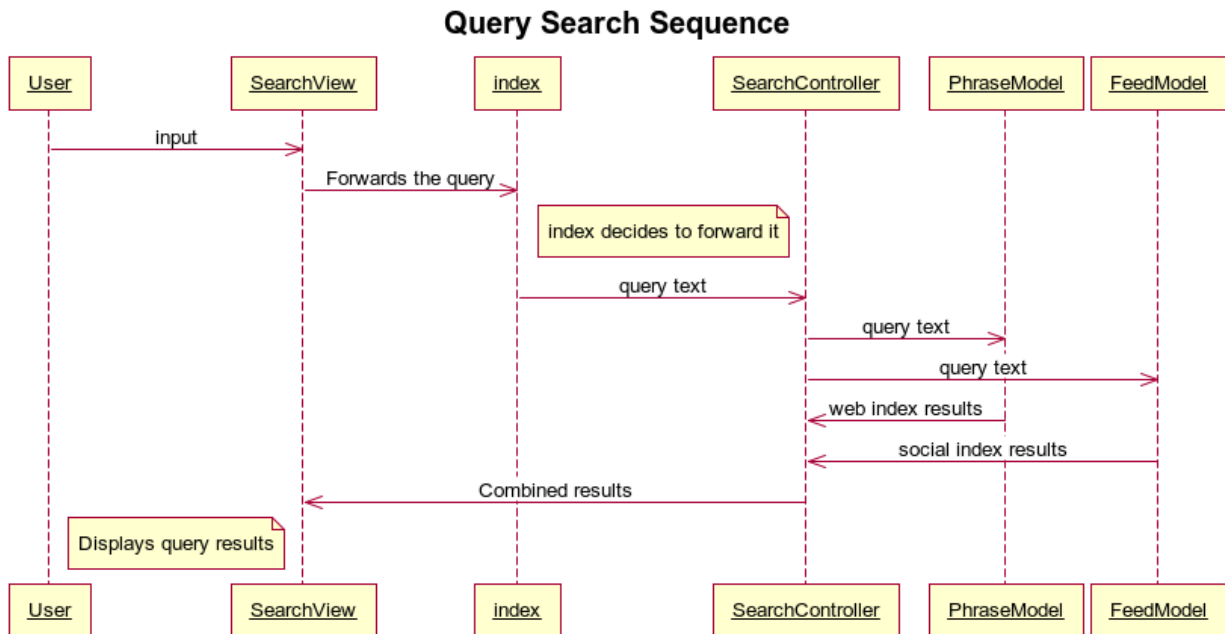 Query Search Sequence
User SearchView index SearchController PhraseModel FeedModel
input
Forwards the query
index decides to forward it
query text
query text
query text
web index results
social index results
Combined results
Displays query results
User SearchView index SearchController PhraseModel FeedModel